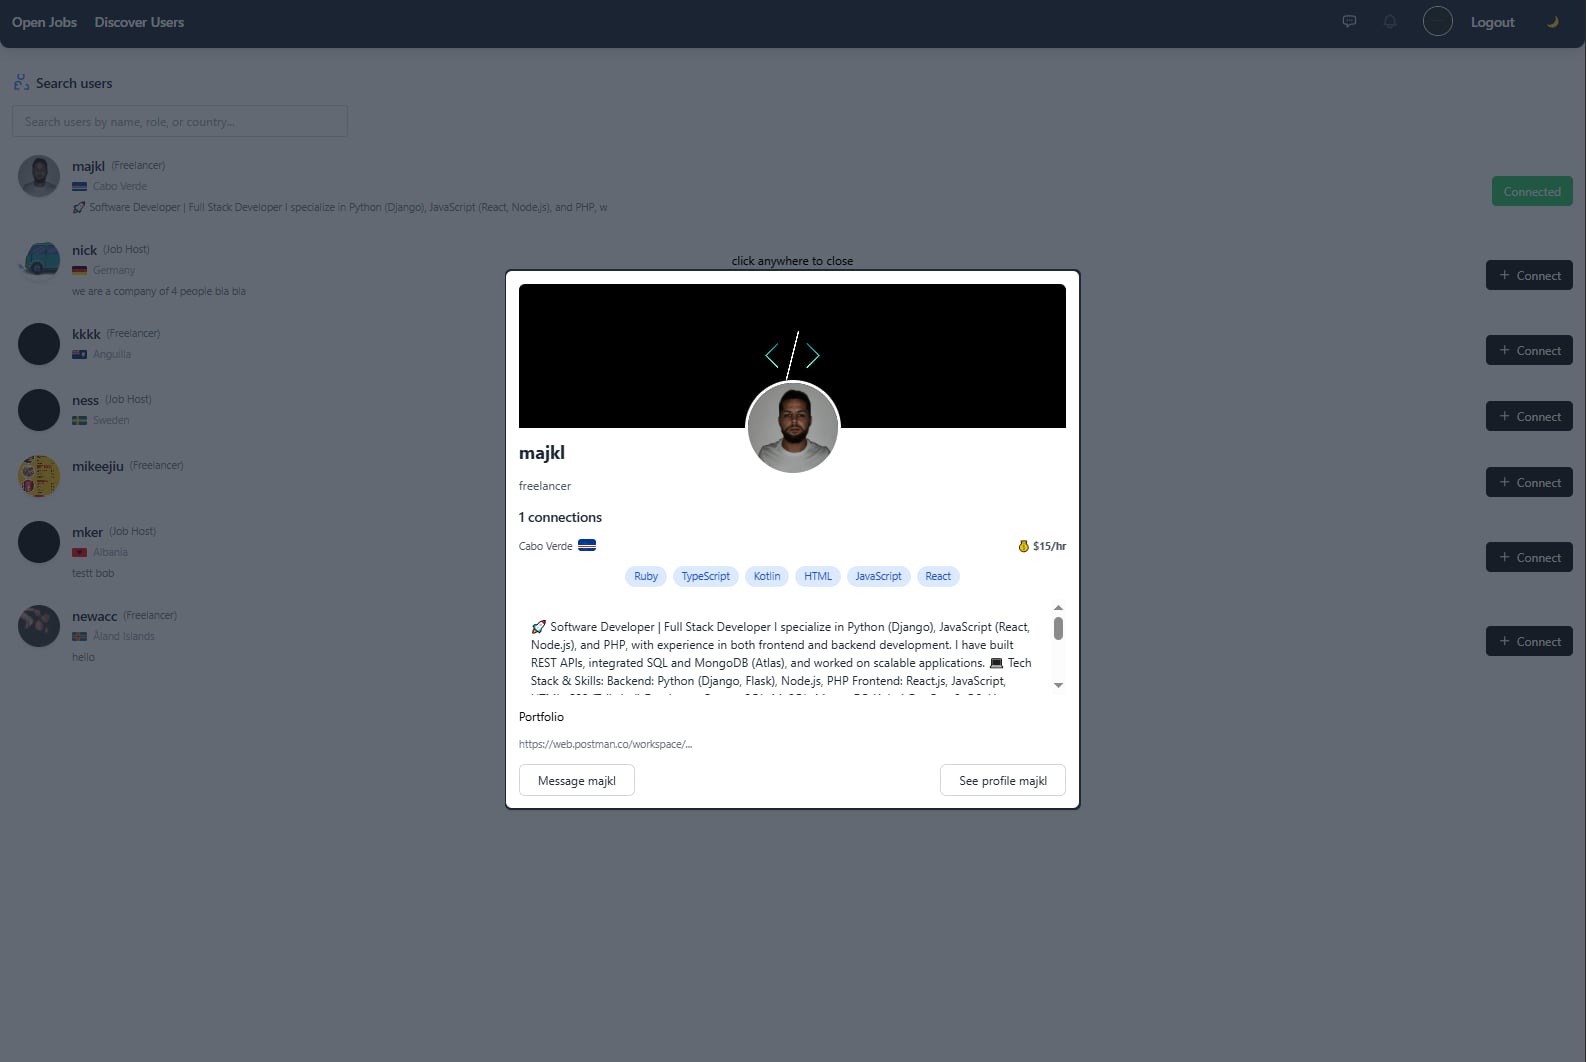 Open Jobs Discover Users Logout
Search users
Search users by name, role, or country...
majkl (Freelancer)
Cabo Verde
🚀 Software Developer | Full Stack Developer I specialize in Python (Django), JavaScript (React, Node.js), and PHP, w
Connected
nick (Job Host)
Germany
we are a company of 4 people bla bla
+ Connect
kkkk (Freelancer)
Anguilla
+ Connect
ness (Job Host)
Sweden
+ Connect
mikeejiu (Freelancer)
+ Connect
mker (Job Host)
Albania
testt bob
+ Connect
newacc (Freelancer)
Åland Islands
hello
+ Connect
click anywhere to close
</>
majkl
freelancer
1 connections
Cabo Verde
$15/hr
Ruby TypeScript Kotlin HTML JavaScript React
🚀 Software Developer | Full Stack Developer I specialize in Python (Django), JavaScript (React,
Node.js), and PHP, with experience in both frontend and backend development. I have built
REST APIs, integrated SQL and MongoDB (Atlas), and worked on scalable applications. 💻 Tech
Stack & Skills: Backend: Python (Django, Flask), Node.js, PHP Frontend: React.js, JavaScript,
Portfolio
https://web.postman.co/workspace/...
Message majkl
See profile majkl